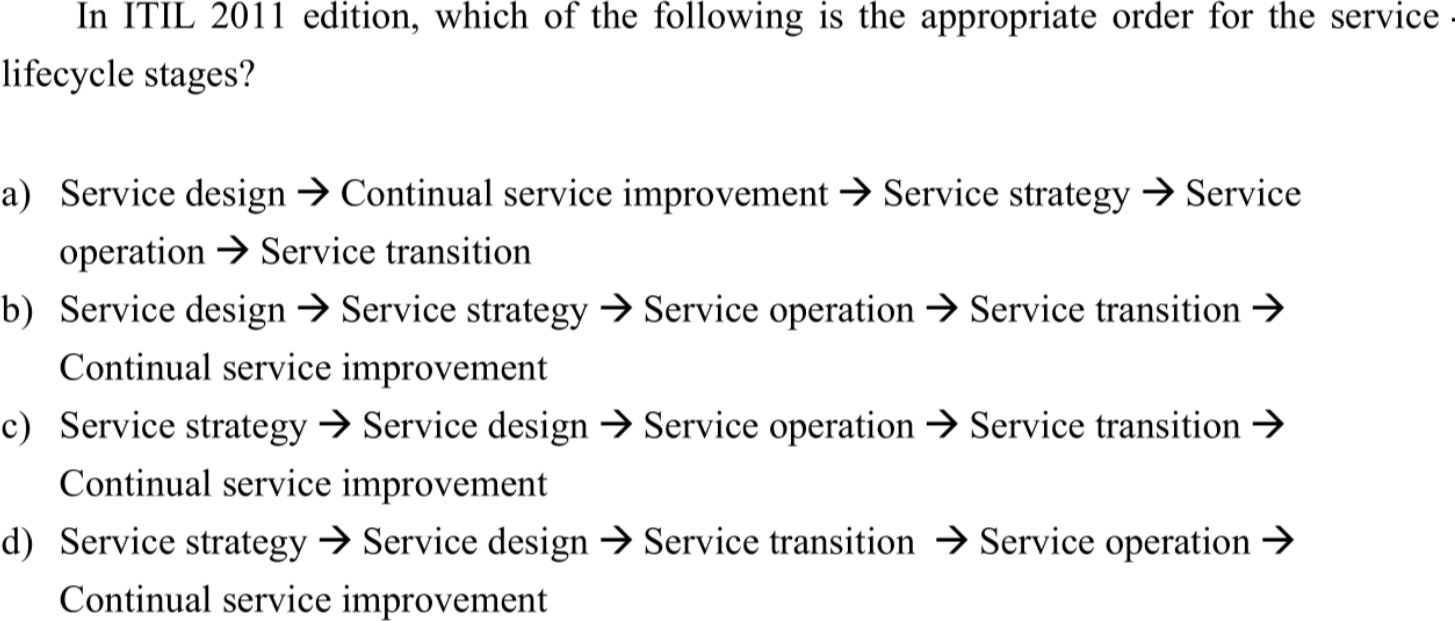 In ITIL 2011 edition, which of the following is the appropriate order for the service
lifecycle stages?
a) Service design → Continual service improvement → Service strategy → Service
operation → Service transition
b) Service design → Service strategy → Service operation → Service transition →
Continual service improvement
c) Service strategy → Service design → Service operation → Service transition →
Continual service improvement
d) Service strategy → Service design → Service transition → Service operation →
Continual service improvement